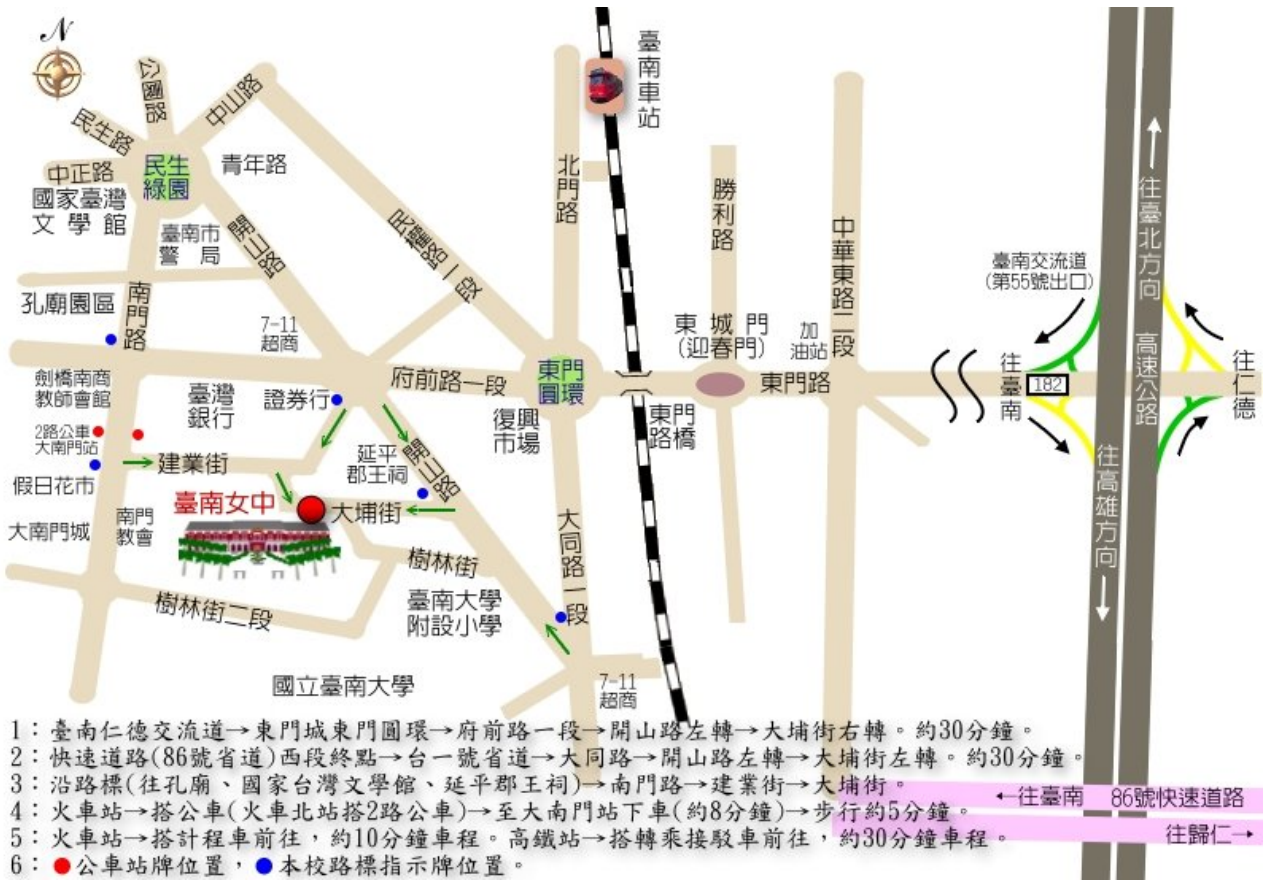 N
臺南車站
公園路
中山路
民生路
中正路
民生
綠園
青年路
國家臺灣
文學館
臺南市
警局
開山路
民權路一段
北門路
勝利路
中華東路二段
往臺北方向
臺南交流道
(第55號出口)
孔廟園區
南門路
7-11
超商
東城門
(迎春門)
加
油站
高速公路
劍橋南商
教師會館
臺灣
銀行
證券行
府前路一段
東門
圓環
東門路
往臺南
182
往仁德
復興
市場
東門
路橋
2路公車
大南門站
建業街
延平
郡王祠
開山路
往高雄方向
假日花市
臺南女中
大埔街
大南門城
南門
教會
大同路一段
樹林街
樹林街二段
臺南大學
附設小學
國立臺南大學
7-11
超商
1：臺南仁德交流道→東門城東門圓環→府前路一段→開山路左轉→大埔街右轉。約30分鐘。
2：快速道路(86號省道)西段終點→台一號省道→大同路→開山路左轉→大埔街左轉。約30分鐘。
3：沿路標(往孔廟、國家台灣文學館、延平郡王祠)→南門路→建業街→大埔街。
←往臺南 86號快速道路
4：火車站→搭公車(火車北站搭2路公車)→至大南門站下車(約8分鐘)→步行約5分鐘。
5：火車站→搭計程車前往，約10分鐘車程。高鐵站→搭轉乘接駁車前往，約30分鐘車程。
往歸仁→
6：●公車站牌位置，●本校路標指示牌位置。